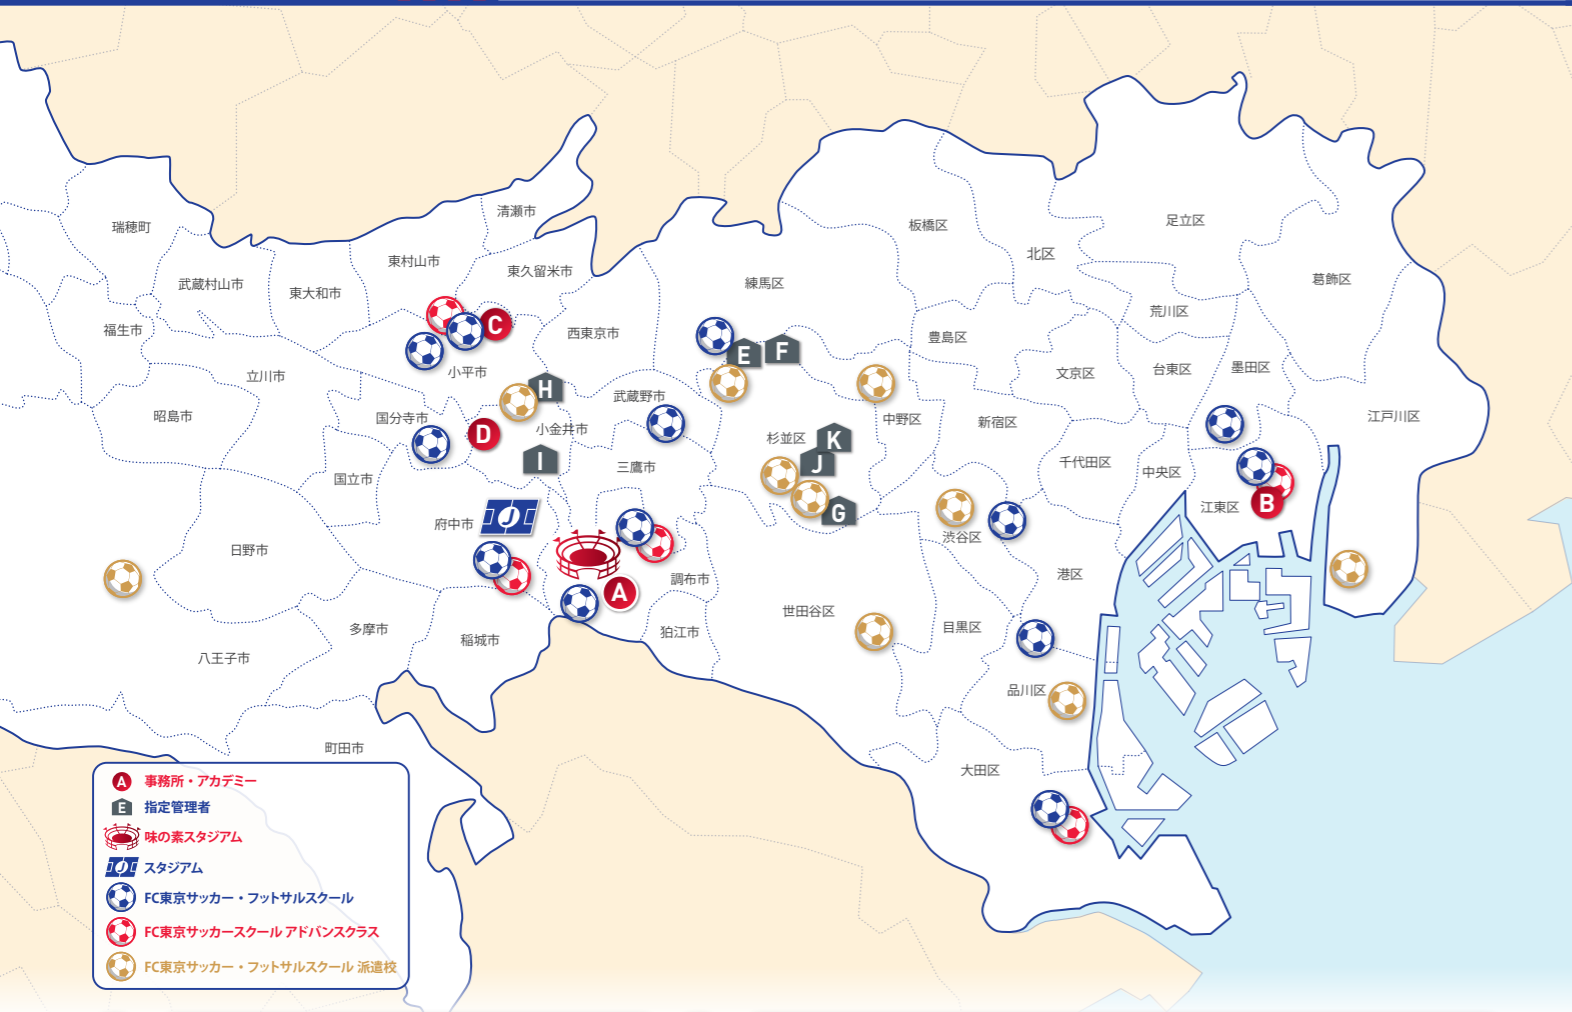 清瀬市
瑞穂町
足立区
板橋区
北区
東村山市
東久留米市
武蔵村山市
東大和市
練馬区
葛飾区
荒川区
福生市
C
西東京市
豊島区
E
F
立川市
小平市
文京区
台東区
墨田区
H
武蔵野市
昭島市
国分寺市
D
小金井市
杉並区
K
中野区
新宿区
江戸川区
I
三鷹市
J
千代田区
中央区
国立市
府中市
J
G
江東区
B
渋谷区
日野市
調布市
港区
A
世田谷区
多摩市
稲城市
狛江市
目黒区
八王子市
品川区
町田市
大田区
A 事務所・アカデミー
E 指定管理者
味の素スタジアム
J スタジアム
FC東京サッカー・フットサルスクール
FC東京サッカースクール アドバンスクラス
FC東京サッカー・フットサルスクール 派遣校